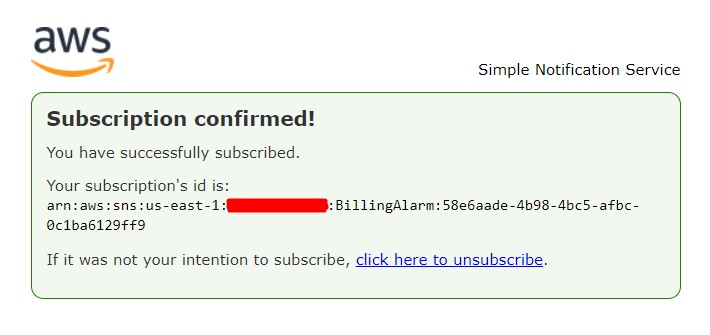 aws
Simple Notification Service
Subscription confirmed!
You have successfully subscribed.
Your subscription's id is:
arn:aws:sns:us-east-1: :BillingAlarm:58e6aade-4b98-4bc5-afbc-
0c1ba6129ff9
If it was not your intention to subscribe, click here to unsubscribe.